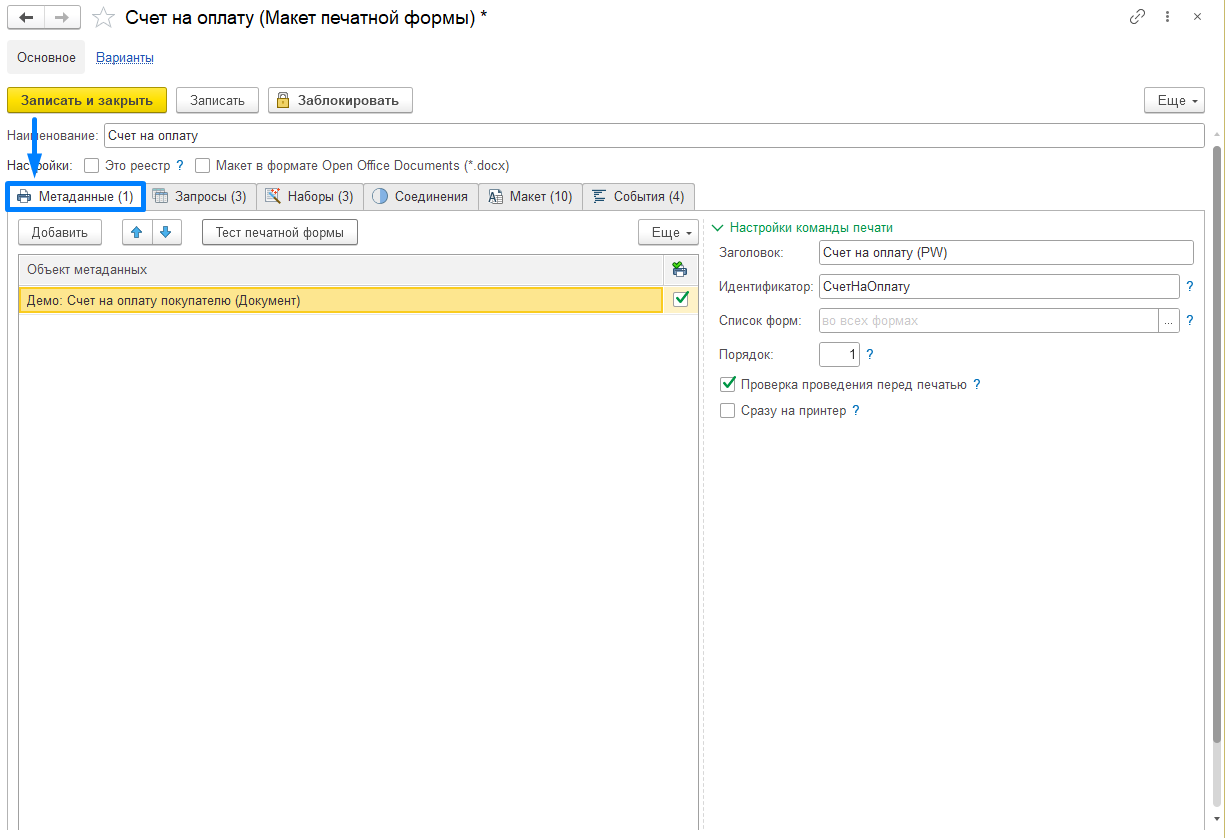 Счет на оплату (Макет печатной формы) *
Основное Варианты
Записать и закрыть Записать Заблокировать Еще
Наименование: Счет на оплату
Настройки: Это реестр ? Макет в формате Open Office Documents (*.docx)
Метаданные (1) Запросы (3) Наборы (3) Соединения Макет (10) События (4)
Добавить Тест печатной формы Еще
Объект метаданных
Демо: Счет на оплату покупателю (Документ)
Настройки команды печати
Заголовок: Счет на оплату (PW)
Идентификатор: СчетНаОплату ?
Список форм: во всех формах ... ?
Порядок: 1 ?
Проверка проведения перед печатью ?
Сразу на принтер ?